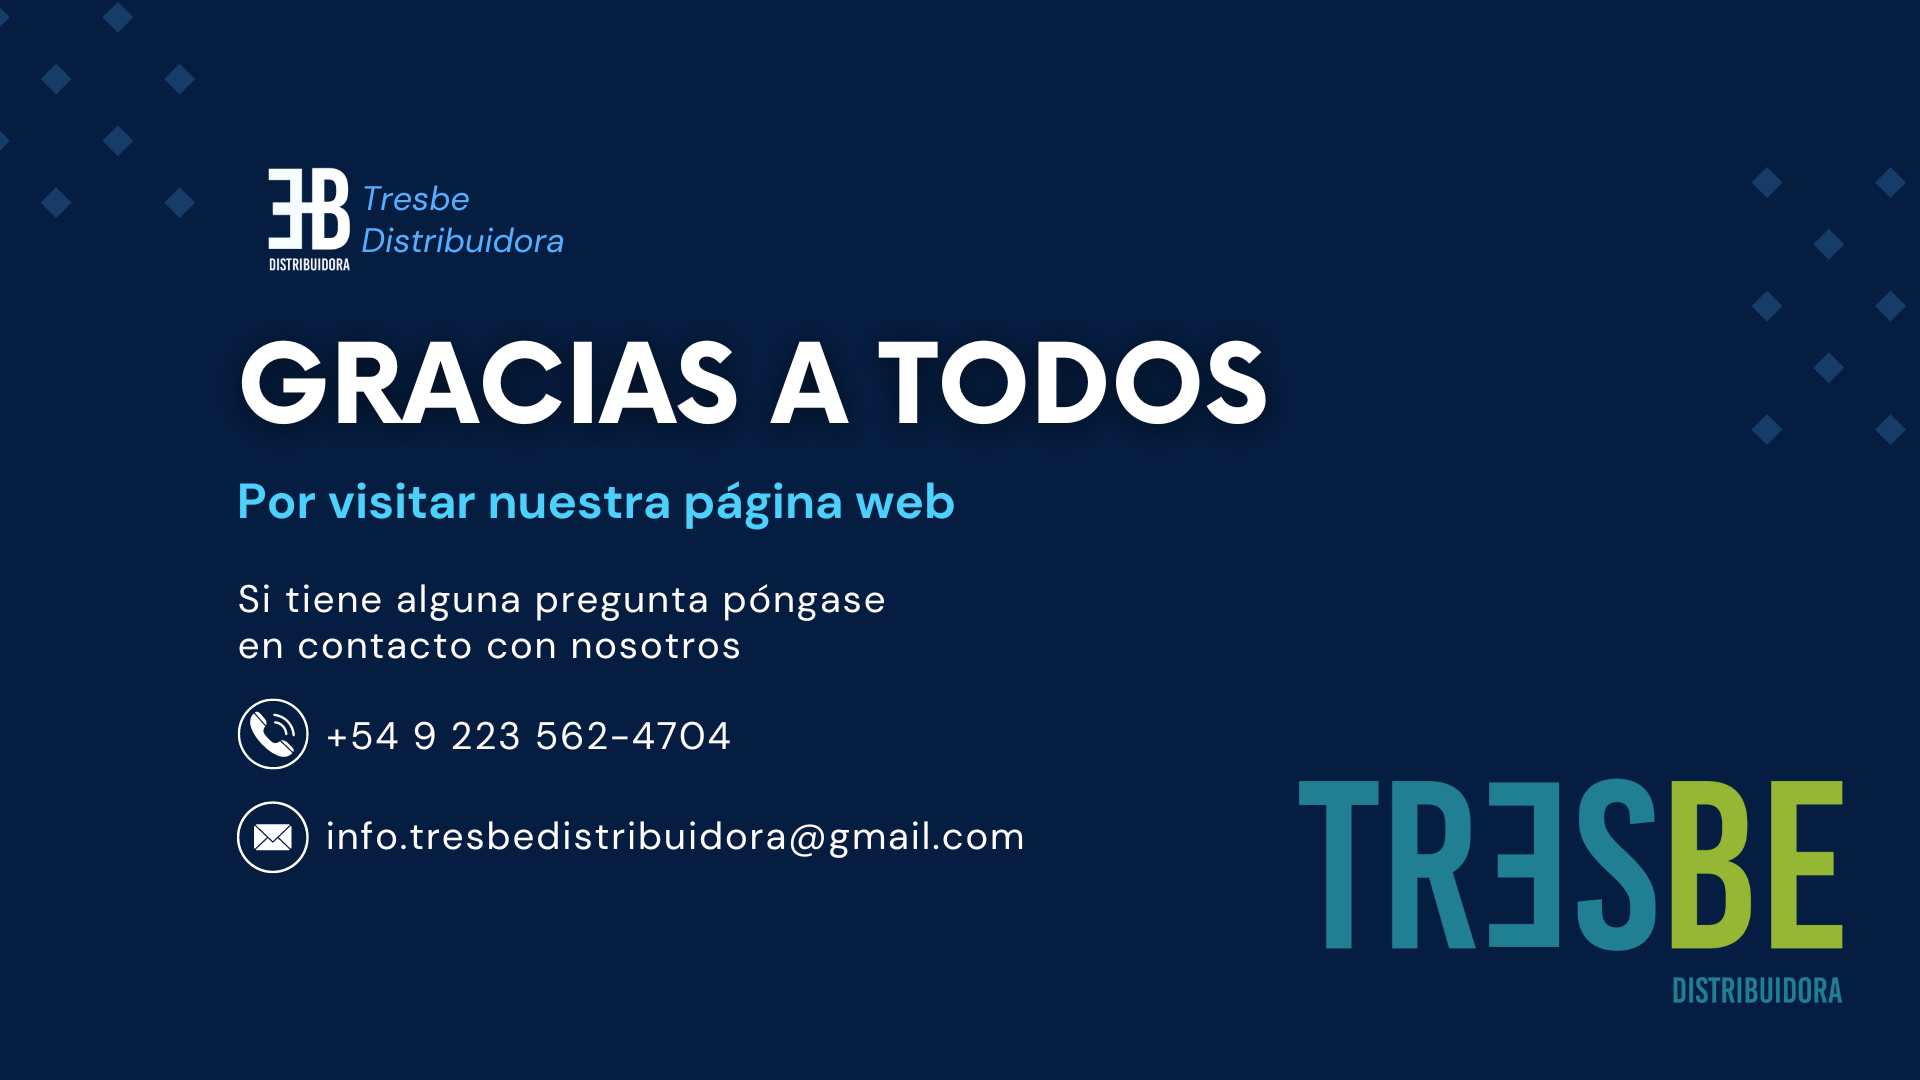 ƎB
DISTRIBUIDORA
Tresbe
Distribuidora
GRACIAS A TODOS
Por visitar nuestra página web
Si tiene alguna pregunta póngase
en contacto con nosotros
+54 9 223 562-4704
info.tresbedistribuidora@gmail.com
TRƎSBE
DISTRIBUIDORA